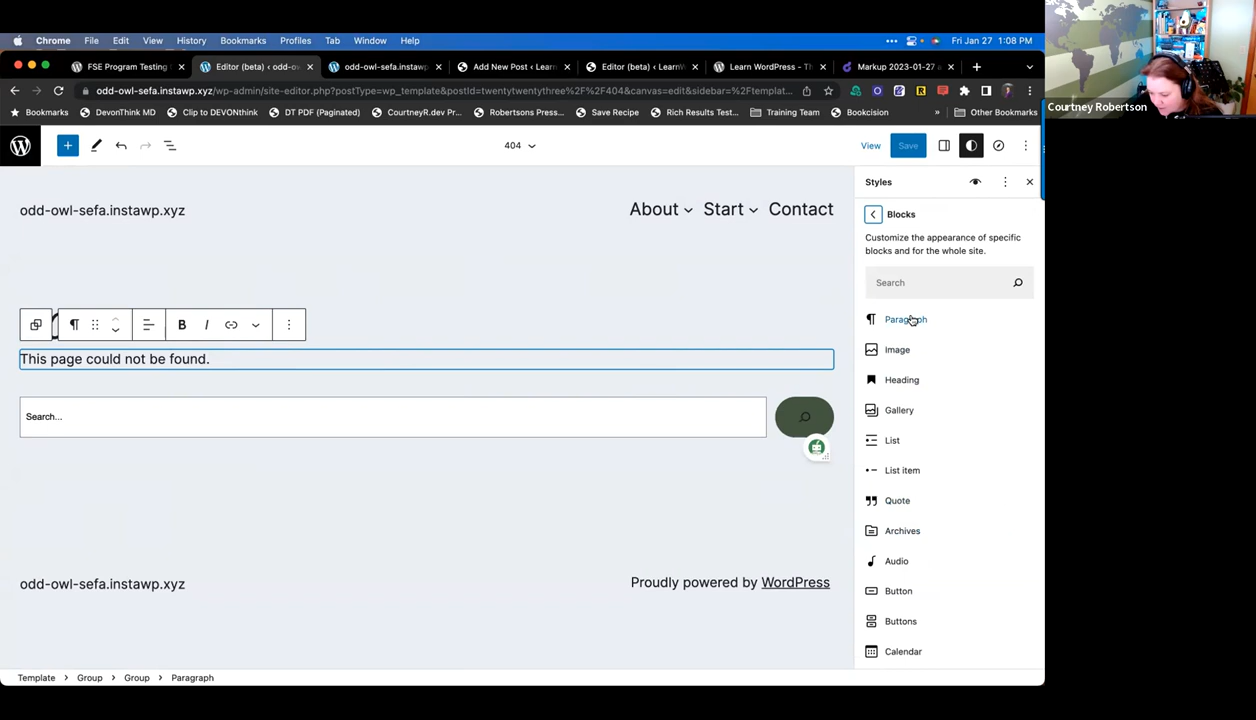 Chrome File Edit View History Bookmarks Profiles Tab Window Help
Fri Jan 27 1:08 PM
FSE Program Testing
Editor (beta) ‹ odd-ow
odd-owl-sefa.instawp
Add New Post ‹ Learn
Editor (beta) ‹ LearnW
Learn WordPress - Th
Markup 2023-01-27 a
odd-owl-sefa.instawp.xyz/wp-admin/site-editor.php?postType=wp_template&postId=twentytwentythree%2F%2F404&canvas=edit&sidebar=%2Ftemplat...
Bookmarks DevonThink MD Clip to DEVONthink DT PDF (Paginated) CourtneyR.dev Pr... Robertsons Press... Save Recipe Rich Results Test... Training Team Bookcision » Other Bookmarks
Courtney Robertson
404
View
Save
odd-owl-sefa.instawp.xyz
About Start Contact
B I
This page could not be found.
Search...
odd-owl-sefa.instawp.xyz
Proudly powered by WordPress
Template > Group > Group > Paragraph
Styles
Blocks
Customize the appearance of specific
blocks and for the whole site.
Search
Paragraph
Image
Heading
Gallery
List
List item
Quote
Archives
Audio
Button
Buttons
Calendar